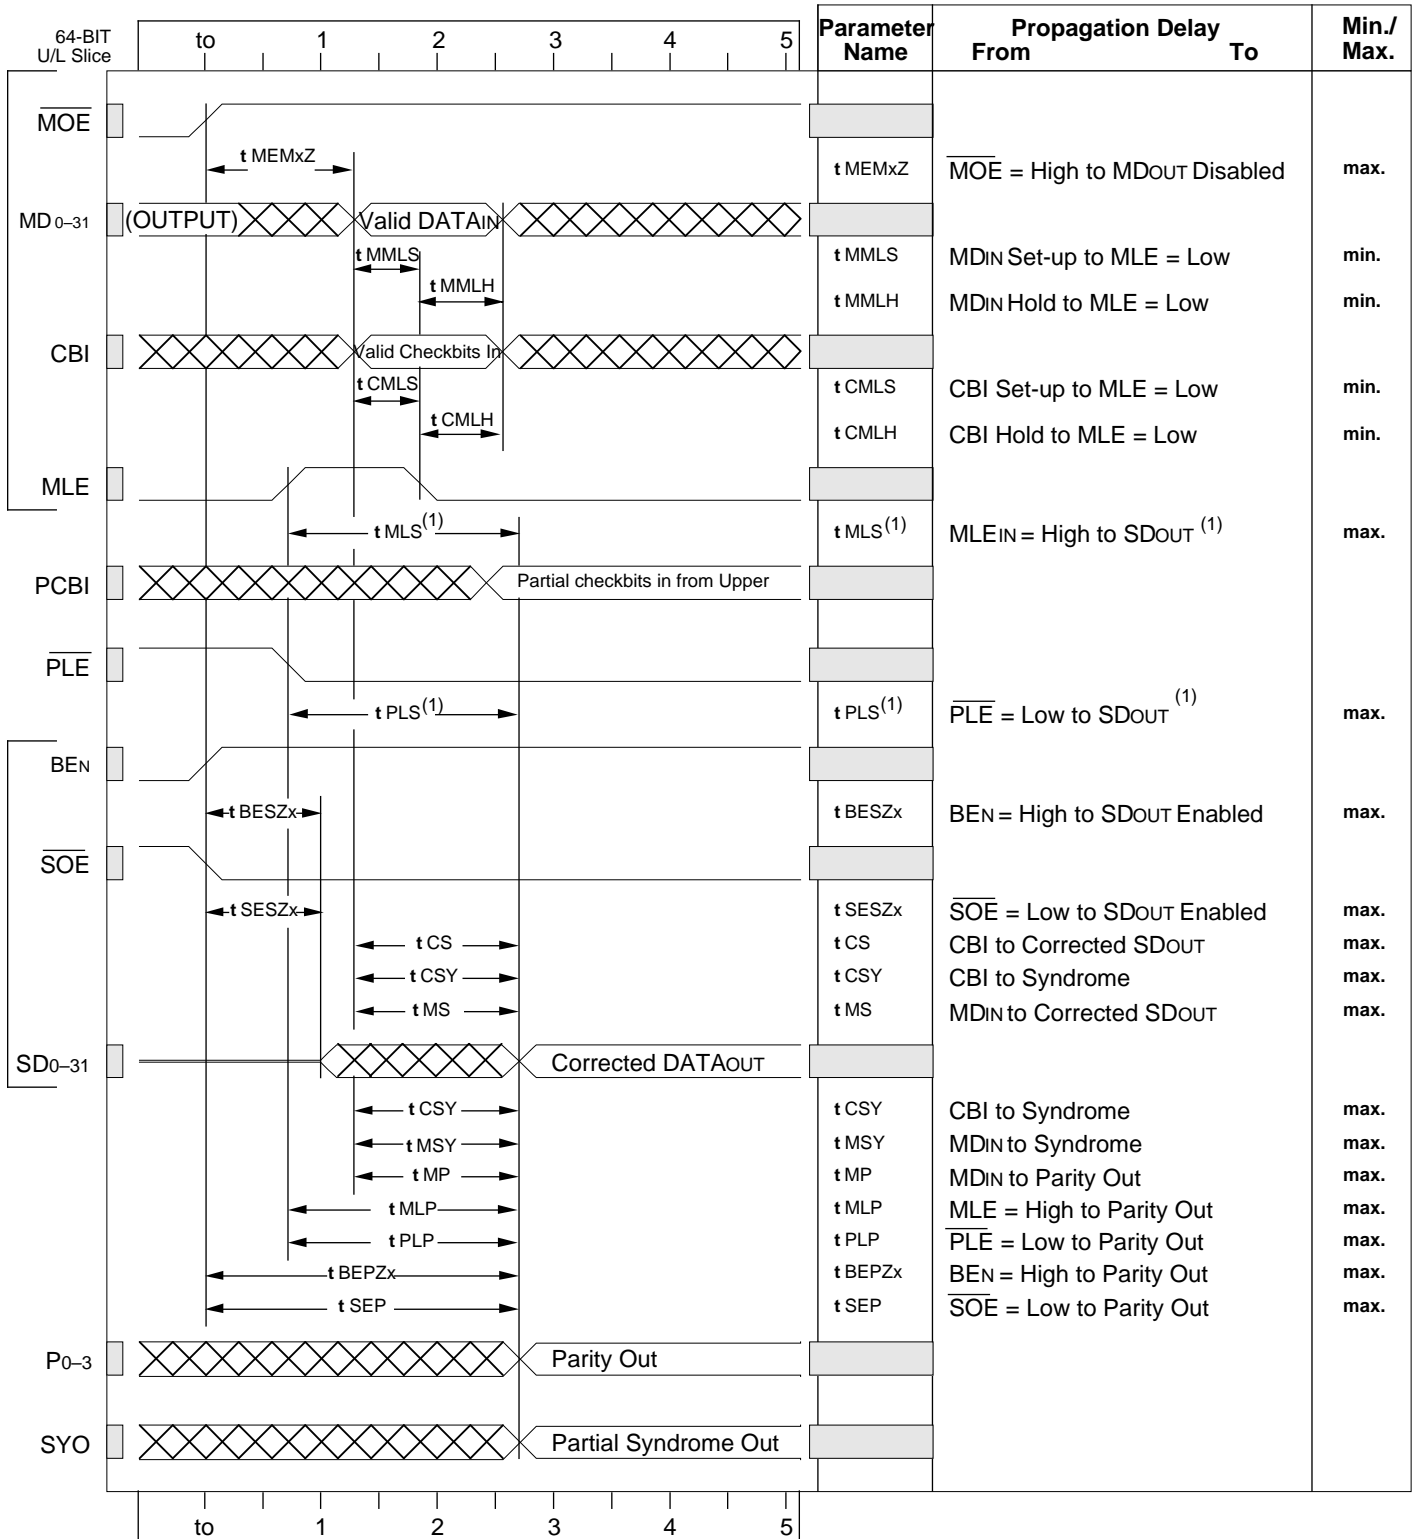 64-BIT
U/L Slice
to 1 2 3 4 5
Parameter Name
Propagation Delay
From To
Min./ Max.
MOE
t MEMxZ
t MEMxZ MOE = High to MDOUT Disabled max.
MD 0–31 (OUTPUT) Valid DATAIN
t MMLS
t MMLS MDIN Set-up to MLE = Low min.
t MMLH
t MMLH MDIN Hold to MLE = Low min.
CBI Valid Checkbits In
t CMLS
t CMLS CBI Set-up to MLE = Low min.
t CMLH
t CMLH CBI Hold to MLE = Low min.
MLE
t MLS(1)
t MLS(1) MLEIN = High to SDOUT (1) max.
PCBI Partial checkbits in from Upper
PLE
t PLS(1)
t PLS(1) PLE = Low to SDOUT (1) max.
BEN
t BESZx
t BESZx BEN = High to SDOUT Enabled max.
SOE
t SESZx
t SESZx SOE = Low to SDOUT Enabled max.
t CS
t CS CBI to Corrected SDOUT max.
t CSY
t CSY CBI to Syndrome max.
t MS
t MS MDIN to Corrected SDOUT max.
SD0–31 Corrected DATAOUT
t CSY
t CSY CBI to Syndrome max.
t MSY
t MSY MDIN to Syndrome max.
t MP
t MP MDIN to Parity Out max.
t MLP
t MLP MLE = High to Parity Out max.
t PLP
t PLP PLE = Low to Parity Out max.
t BEPZx
t BEPZx BEN = High to Parity Out max.
t SEP
t SEP SOE = Low to Parity Out max.
P0–3 Parity Out
SYO Partial Syndrome Out
to 1 2 3 4 5